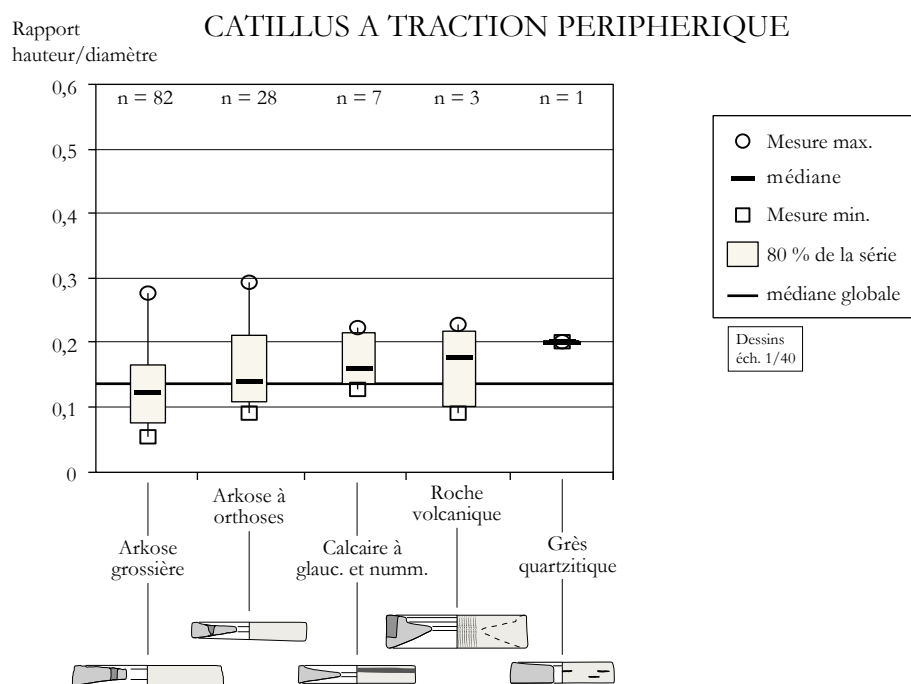 CATILLUS A TRACTION PERIPHERIQUE
Rapport
hauteur/diamètre
0,6
0,5
0,4
0,3
0,2
0,1
0
n = 82
n = 28
n = 7
n = 3
n = 1
Mesure max.
médiane
Mesure min.
80 % de la série
médiane globale
Dessins
éch. 1/40
Arkose
grossière
Arkose à
orthoses
Calcaire à
glauc. et numm.
Roche
volcanique
Grès
quartzitique